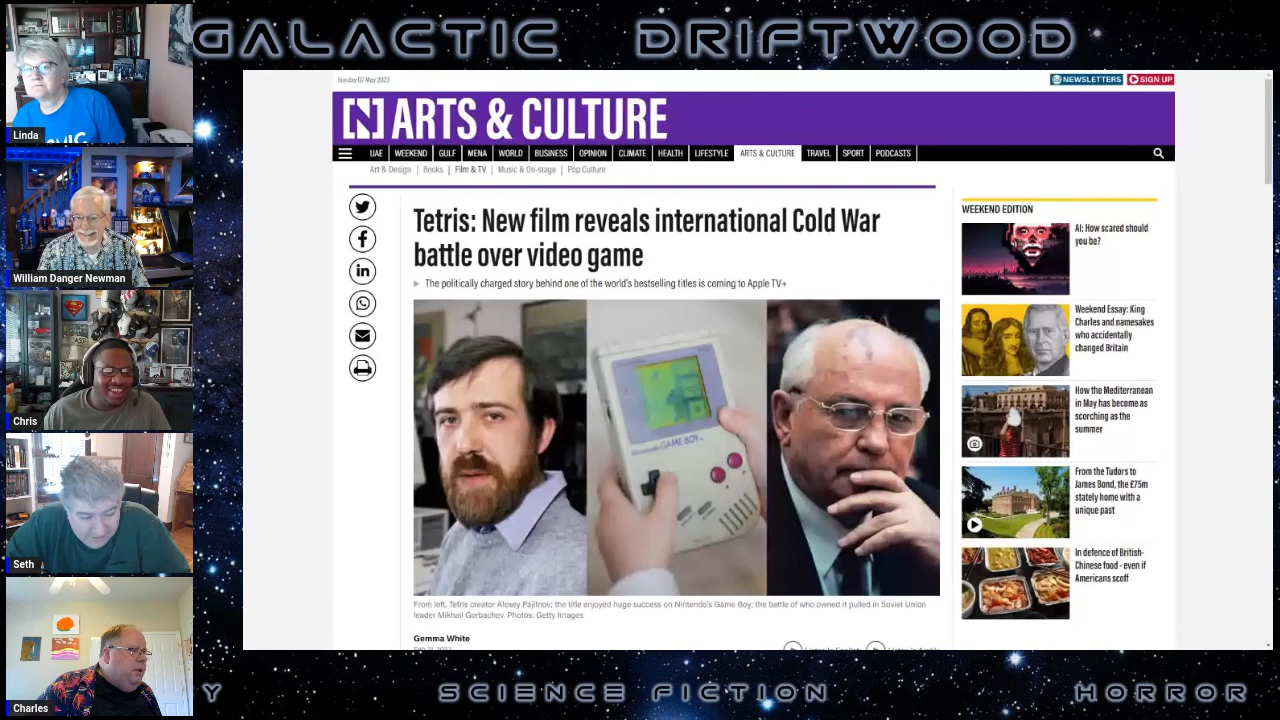 GALACTIC DRIFTWOOD
Linda
William Danger Newman
Chris
Seth
Charles
Sunday 07 May 2023
NEWSLETTERS
SIGN UP
N ARTS & CULTURE
UAE WEEKEND GULF MENA WORLD BUSINESS OPINION CLIMATE HEALTH LIFESTYLE ARTS & CULTURE TRAVEL SPORT PODCASTS
Art & Design | Books | Film & TV | Music & On-stage | Pop Culture
Tetris: New film reveals international Cold War
battle over video game
The politically charged story behind one of the world's bestselling titles is coming to Apple TV+
GAME BOY
From left, Tetris creator Alexey Pajitnov; the title enjoyed huge success on Nintendo's Game Boy; the battle of who owned it pulled in Soviet Union
leader Mikhail Gorbachev. Photos: Getty Images
Gemma White
WEEKEND EDITION
AI: How scared should
you be?
Weekend Essay: King
Charles and namesakes
who accidentally
changed Britain
How the Mediterranean
in May has become as
scorching as the
summer
From the Tudors to
James Bond, the £75m
stately home with a
unique past
In defence of British-
Chinese food - even if
Americans scoff
Y SCIENCE FICTION HORROR